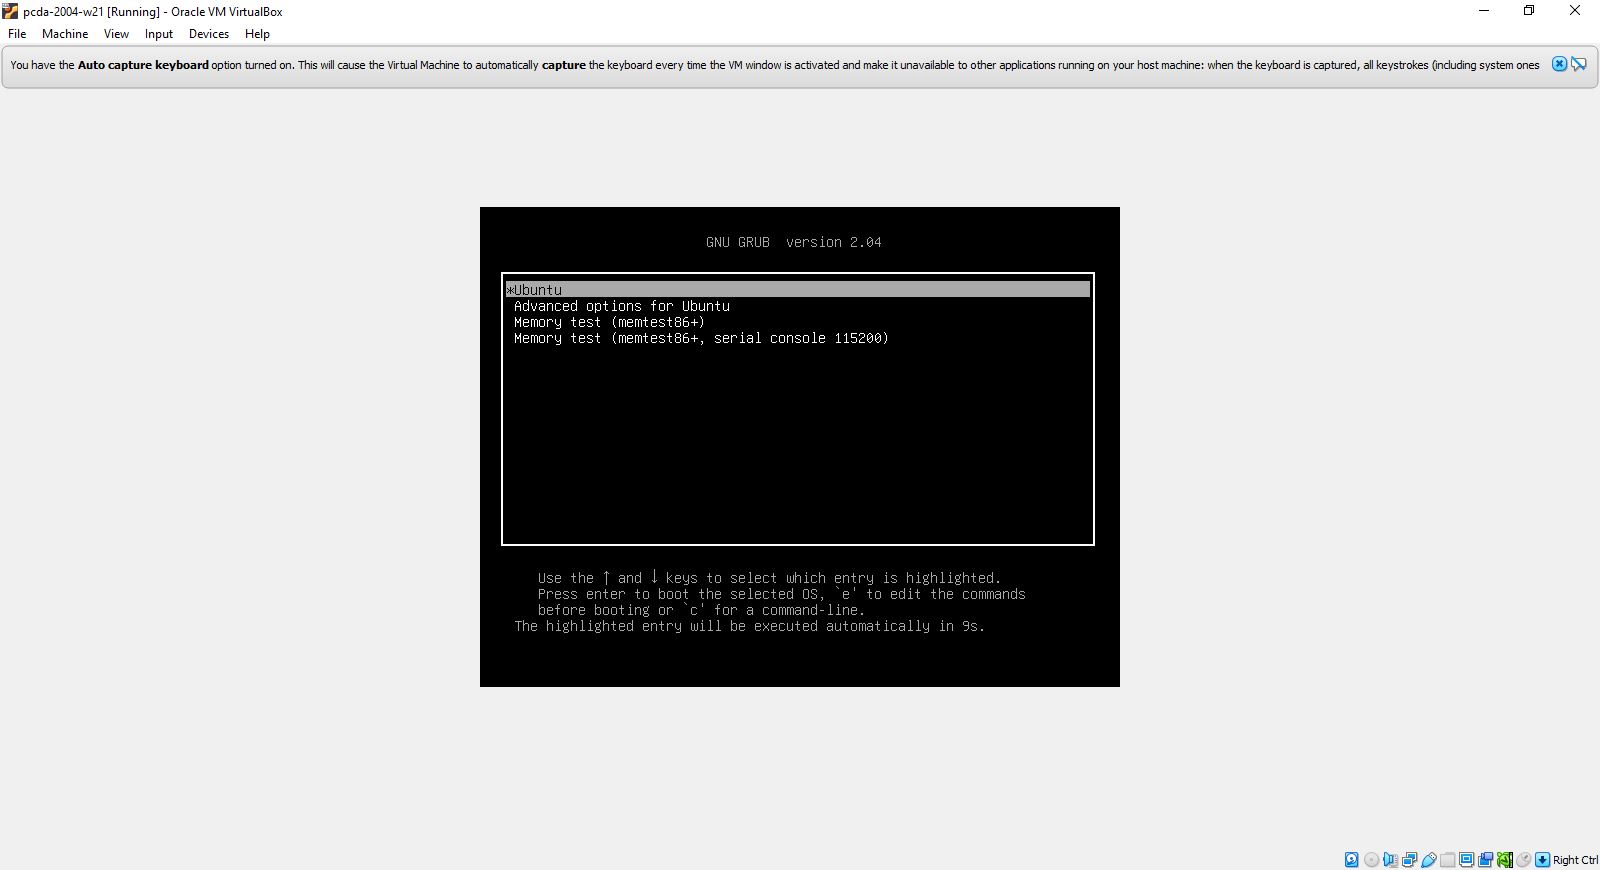 pcda-2004-w21 [Running] - Oracle VM VirtualBox
File Machine View Input Devices Help
You have the Auto capture keyboard option turned on. This will cause the Virtual Machine to automatically capture the keyboard every time the VM window is activated and make it unavailable to other applications running on your host machine: when the keyboard is captured, all keystrokes (including system ones
GNU GRUB  version 2.04
*Ubuntu
Advanced options for Ubuntu
Memory test (memtest86+)
Memory test (memtest86+, serial console 115200)
Use the ↑ and ↓ keys to select which entry is highlighted.
Press enter to boot the selected OS, `e' to edit the commands
before booting or `c' for a command-line.
The highlighted entry will be executed automatically in 9s.
Right Ctrl